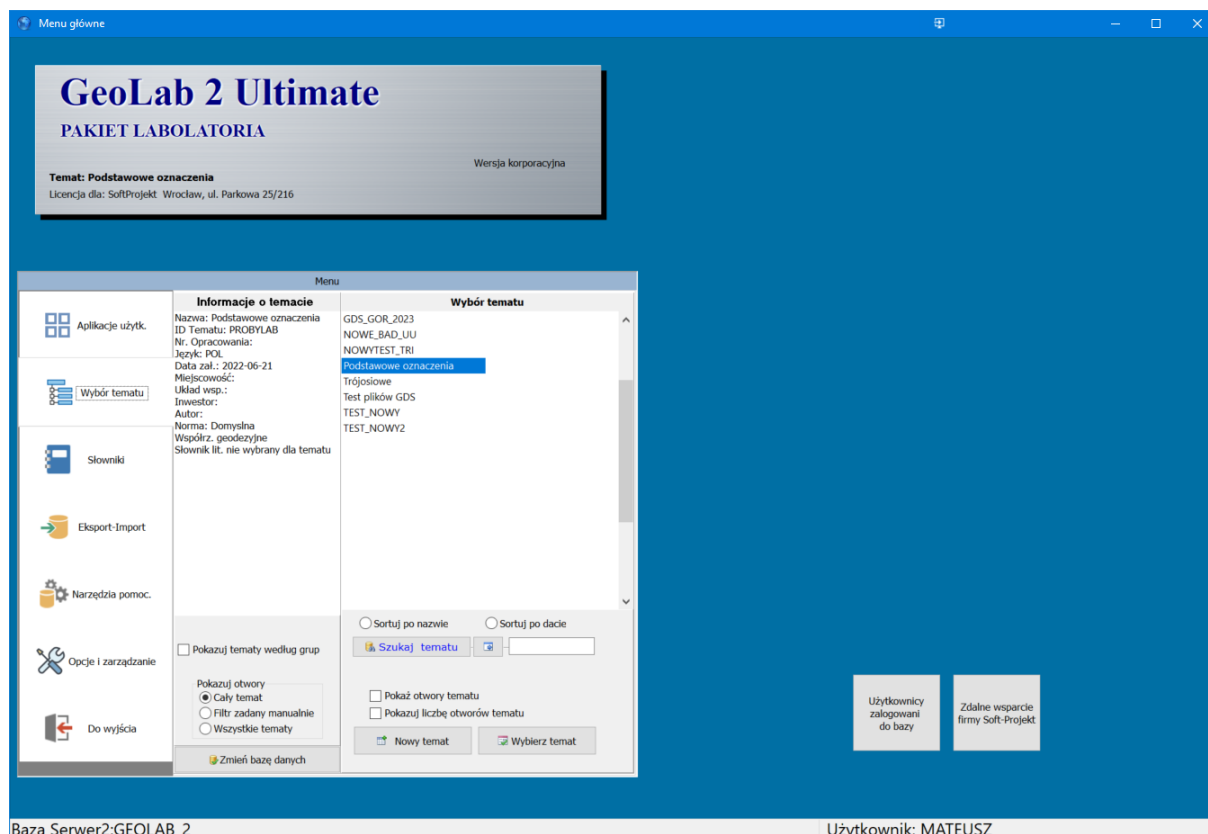 Menu główne
GeoLab 2 Ultimate
PAKIET LABOLATORIA
Wersja korporacyjna
Temat: Podstawowe oznaczenia
Licencja dla: SoftProjekt Wrocław, ul. Parkowa 25/216
Menu
Aplikacje użytk.
Wybór tematu
Słowniki
Eksport-Import
Narzędzia pomoc.
Opcje i zarządzanie
Do wyjścia
Informacje o temacie
Nazwa: Podstawowe oznaczenia
ID Tematu: PROBYLAB
Nr. Opracowania:
Język: POL
Data zał.: 2022-06-21
Miejscowość:
Układ wsp.:
Inwestor:
Autor:
Norma: Domyslna
Współrz. geodezyjne
Słownik lit. nie wybrany dla tematu
Pokazuj tematy według grup
Pokazuj otwory
Cały temat
Filtr zadany manualnie
Wszystkie tematy
Zmień bazę danych
Wybór tematu
GDS_GOR_2023
NOWE_BAD_UU
NOWYTEST_TRI
Podstawowe oznaczenia
Trójosiowe
Test plików GDS
TEST_NOWY
TEST_NOWY2
Sortuj po nazwie
Sortuj po dacie
Szukaj tematu
Pokaż otwory tematu
Pokazuj liczbę otworów tematu
Nowy temat
Wybierz temat
Użytkownicy
zalogowani
do bazy
Zdalne wsparcie
firmy Soft-Projekt
Baza Serwer2:GEOLAB_2
Użytkownik: MATEUSZ